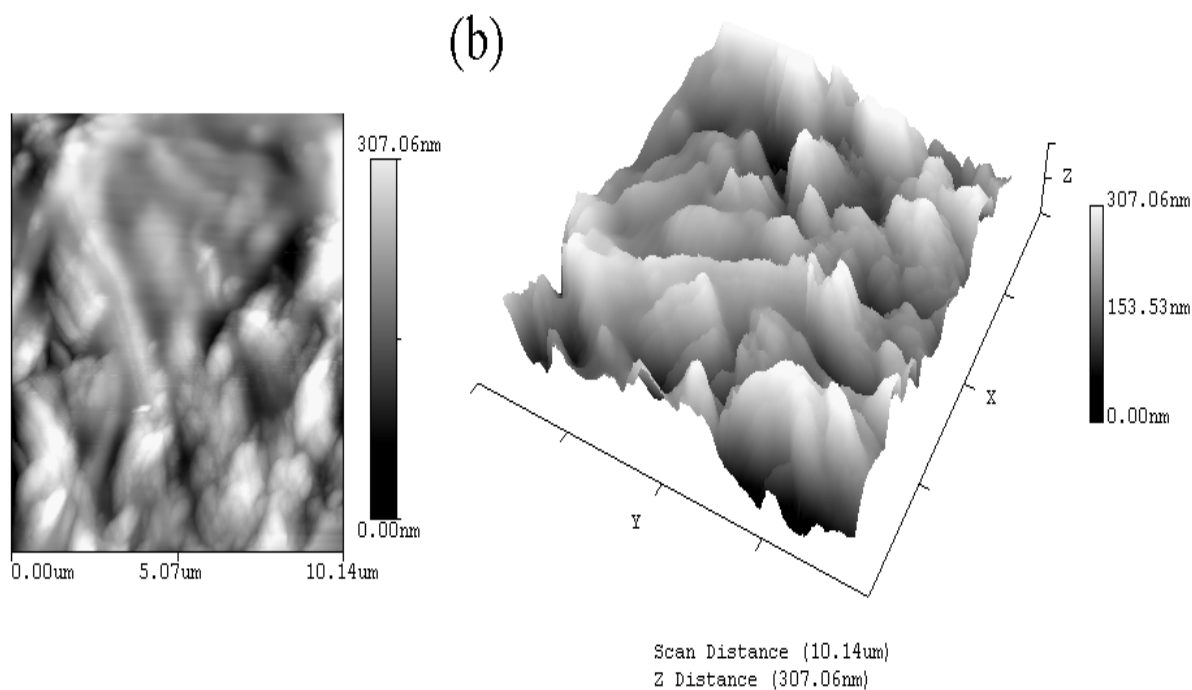 (b)
307.06nm
0.00nm
0.00um 5.07um 10.14um
Z
307.06nm
153.53nm
0.00nm
X
Y
Scan Distance (10.14um)
Z Distance (307.06nm)